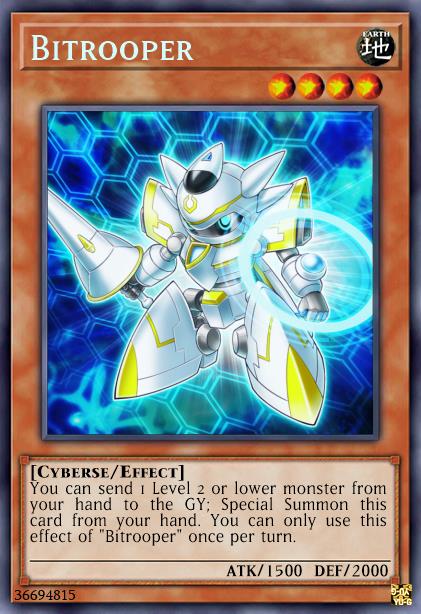 BITROOPER
EARTH
地
[CYBERSE/EFFECT]
You can send 1 Level 2 or lower monster from
your hand to the GY; Special Summon this
card from your hand. You can only use this
effect of "Bitrooper" once per turn.
ATK/1500 DEF/2000
36694815